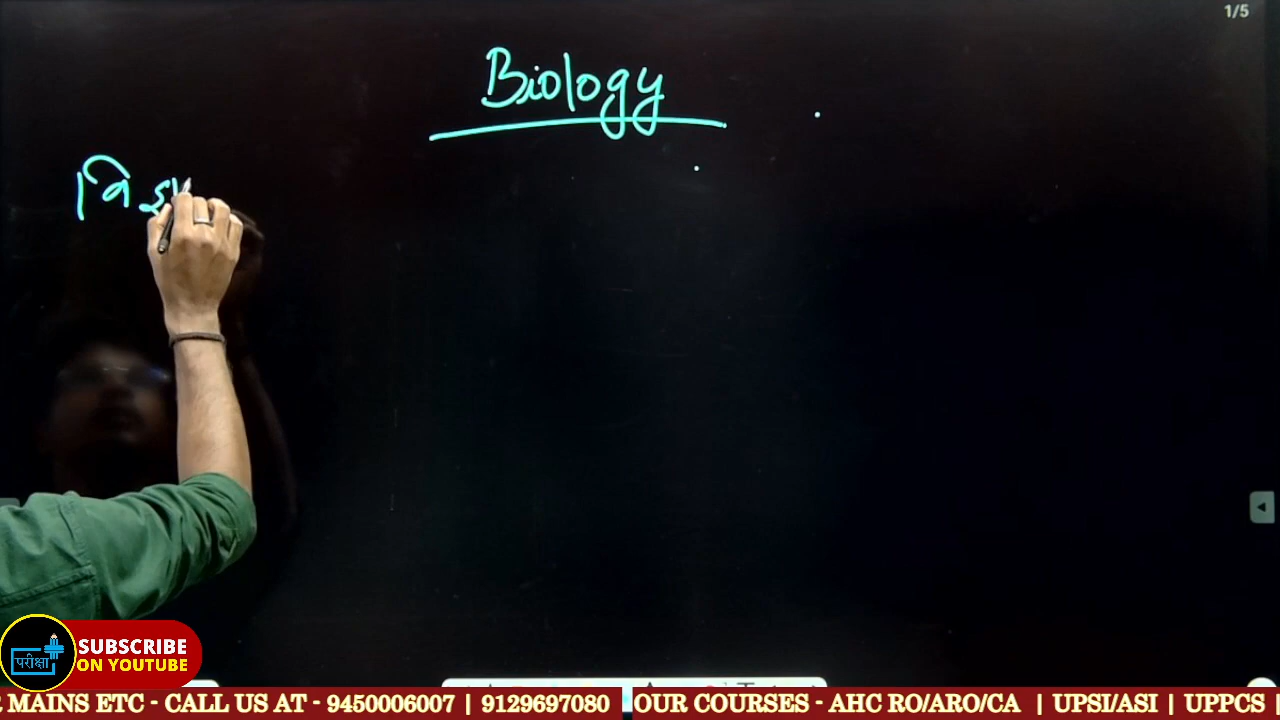 1/5
Biology
विज्ञ
परीक्षा
SUBSCRIBE
ON YOUTUBE
MAINS ETC - CALL US AT - 9450006007 | 9129697080 OUR COURSES - AHC RO/ARO/CA | UPSI/ASI | UPPCS |